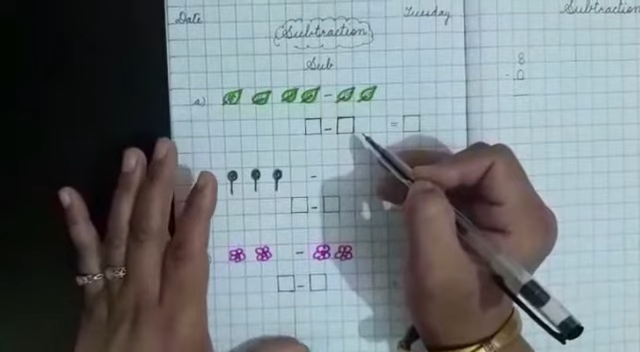 Date Tuesday Subtraction
Subtraction
Sub
8
a) -
- 0
- =
-
-
-
-